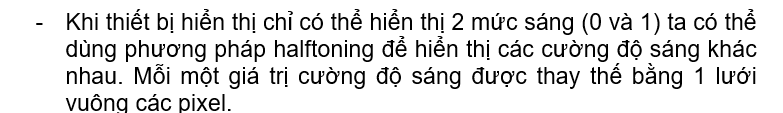 - Khi thiết bị hiển thị chỉ có thể hiển thị 2 mức sáng (0 và 1) ta có thể
dùng phương pháp halftoning để hiển thị các cường độ sáng khác
nhau. Mỗi một giá trị cường độ sáng được thay thế bằng 1 lưới
vuông các pixel.